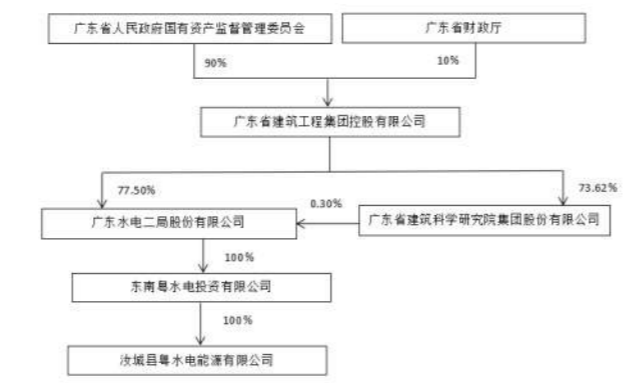 广东省人民政府国有资产监督管理委员会
广东省财政厅
90%
10%
广东省建筑工程集团控股有限公司
77.50%
73.62%
0.30%
广东水电二局股份有限公司
广东省建筑科学研究院集团股份有限公司
100%
东南粤水电投资有限公司
100%
汝城县粤水电能源有限公司